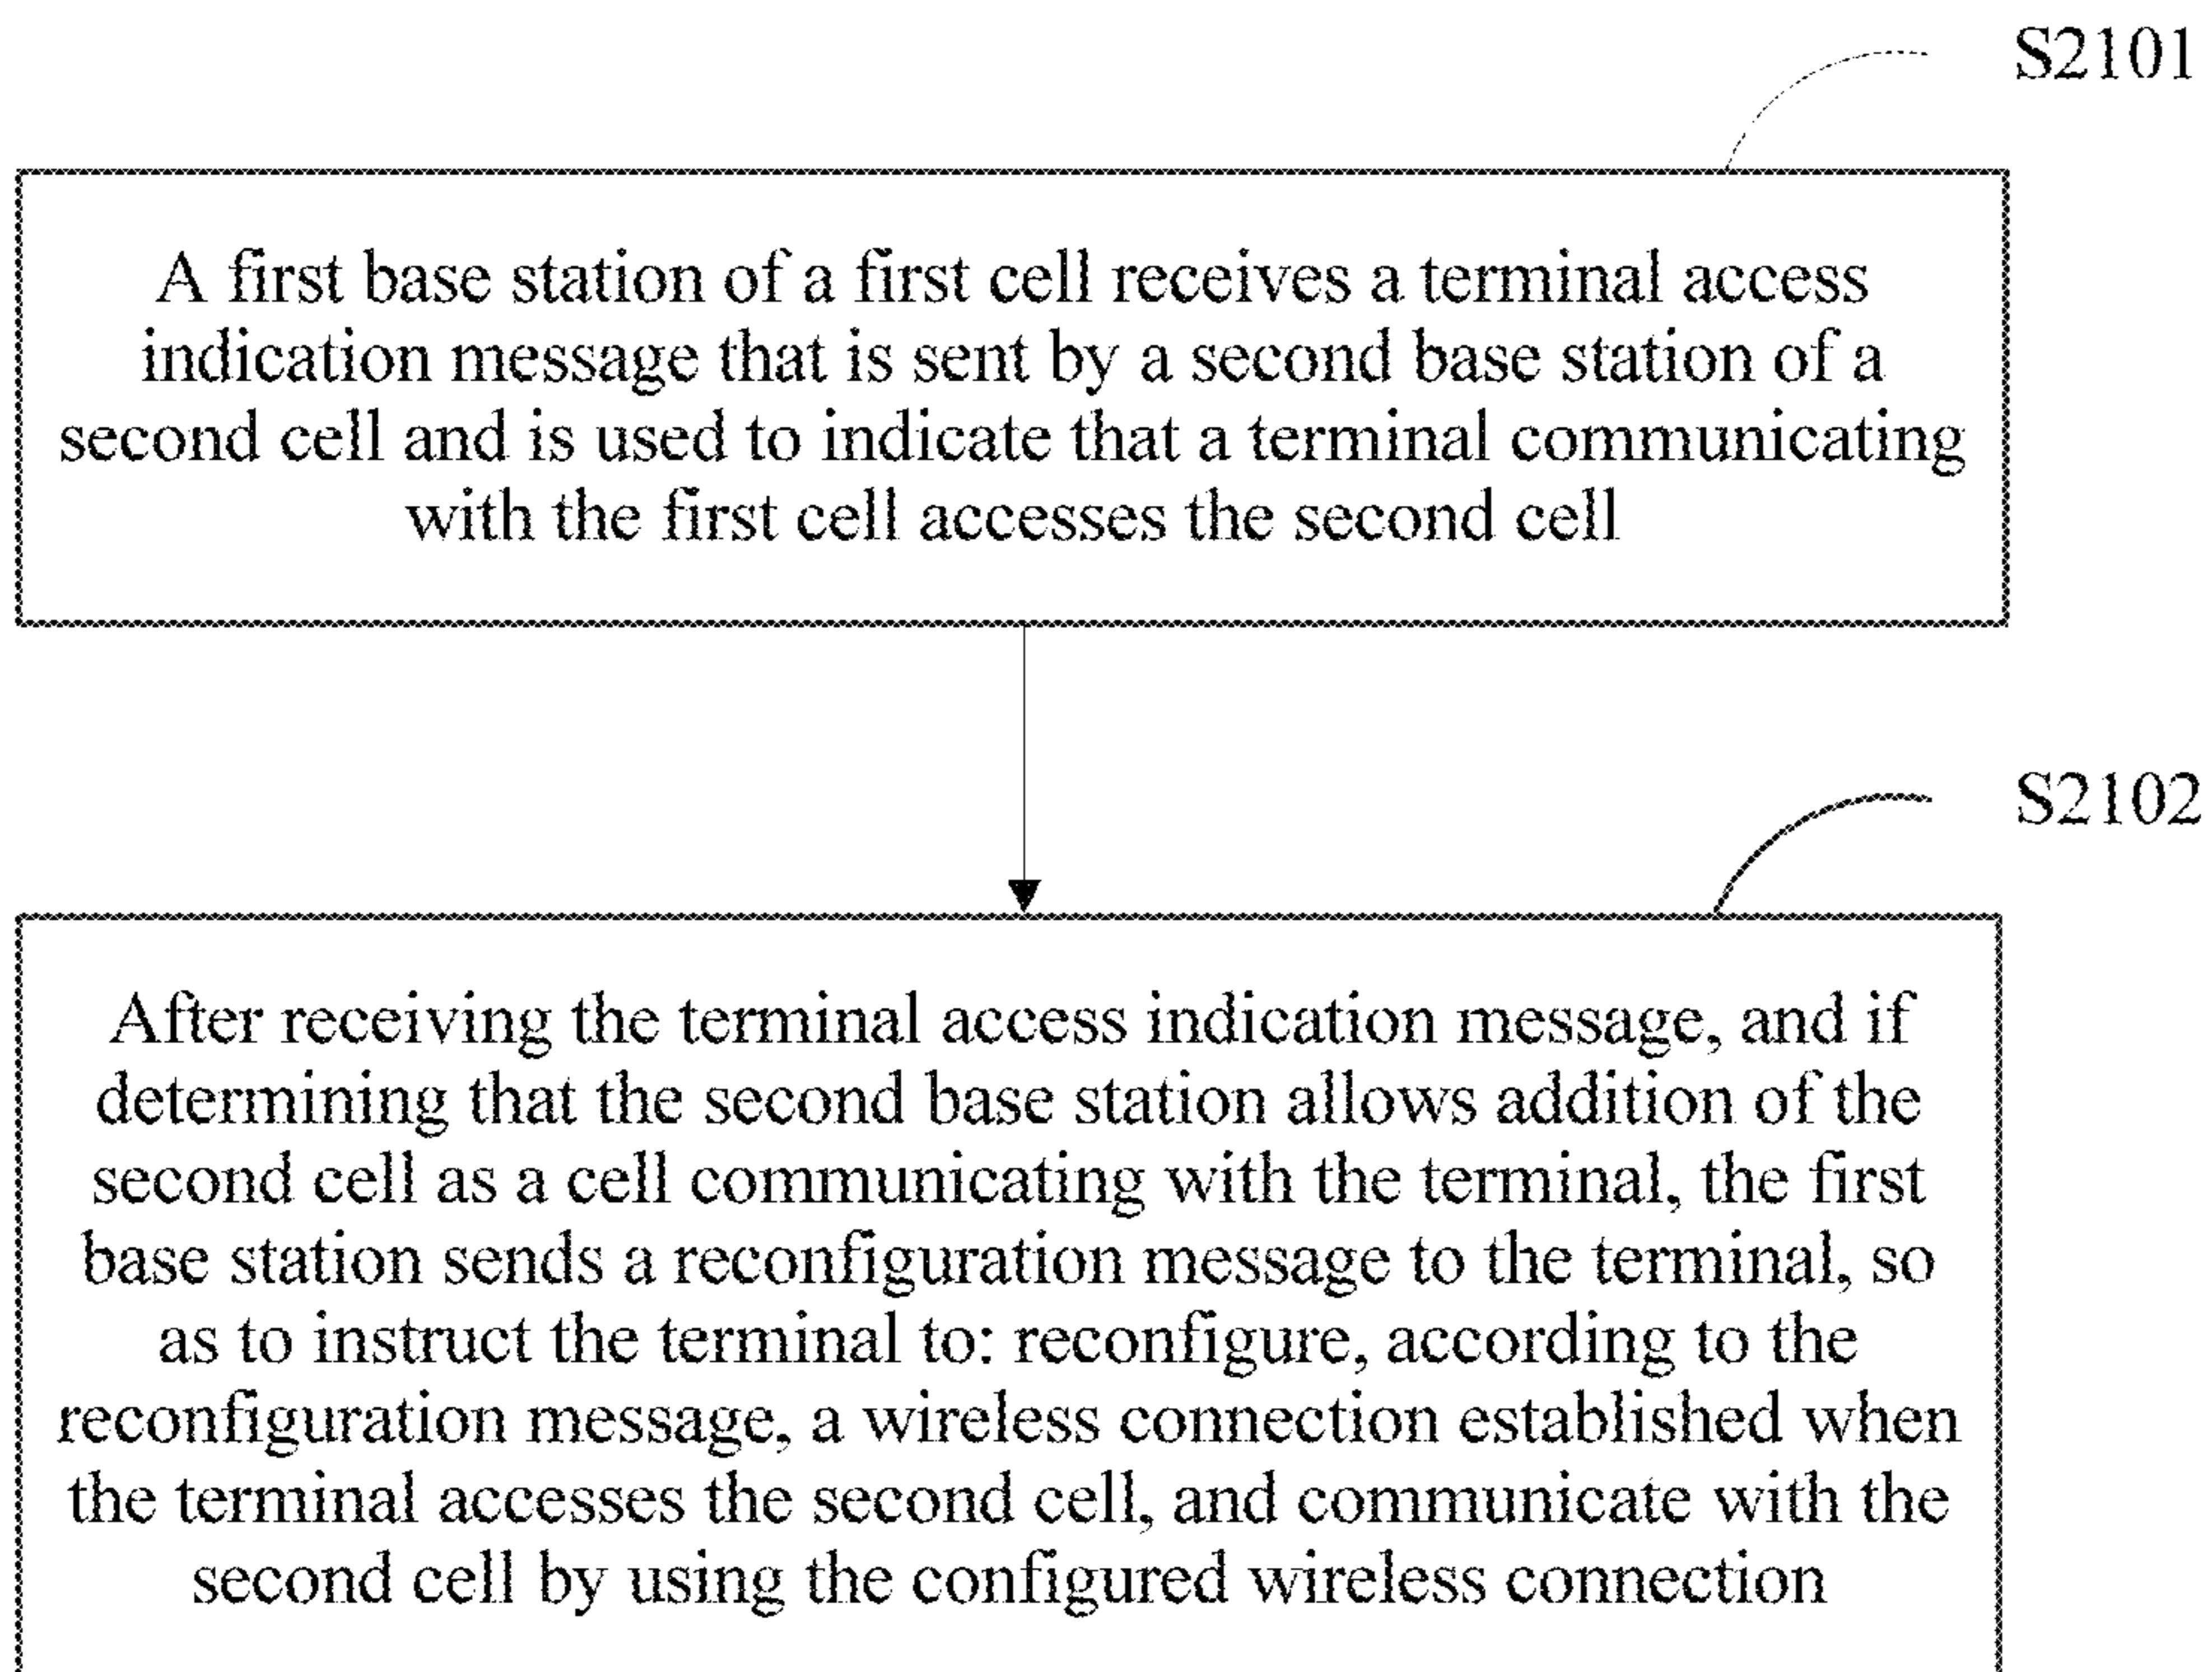 S2101
A first base station of a first cell receives a terminal access
indication message that is sent by a second base station of a
second cell and is used to indicate that a terminal communicating
with the first cell accesses the second cell
S2102
After receiving the terminal access indication message, and if
determining that the second base station allows addition of the
second cell as a cell communicating with the terminal, the first
base station sends a reconfiguration message to the terminal, so
as to instruct the terminal to: reconfigure, according to the
reconfiguration message, a wireless connection established when
the terminal accesses the second cell, and communicate with the
second cell by using the configured wireless connection